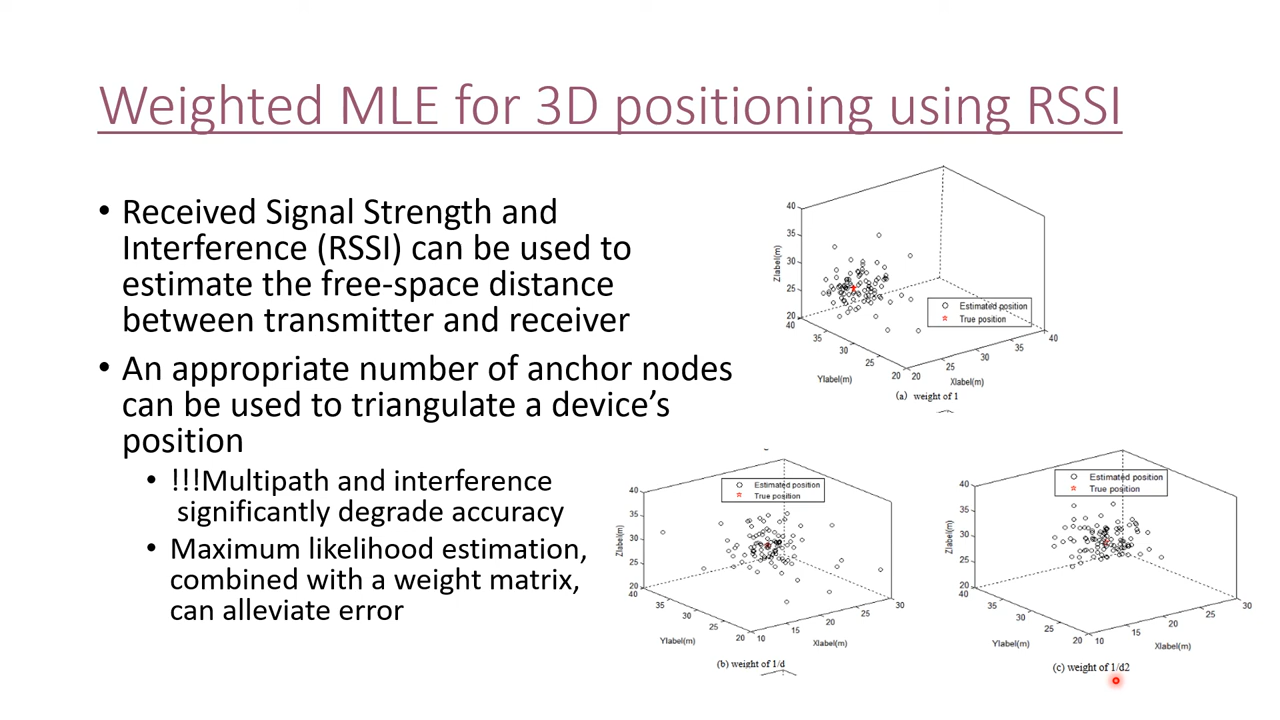 Weighted MLE for 3D positioning using RSSI
• Received Signal Strength and
Interference (RSSI) can be used to
estimate the free-space distance
between transmitter and receiver
• An appropriate number of anchor nodes
can be used to triangulate a device's
position
• !!!Multipath and interference
significantly degrade accuracy
• Maximum likelihood estimation,
combined with a weight matrix,
can alleviate error
40
35
30
25
20
Zlabel(m)
40
35
30
25
20
Ylabel(m)
20
25
30
35
40
Xlabel(m)
Estimated position
True position
(a) weight of 1
40
35
30
25
20
Zlabel(m)
40
35
30
25
20
Ylabel(m)
10
15
20
25
30
Xlabel(m)
Estimated position
True position
(b) weight of 1/d
40
35
30
25
20
Zlabel(m)
40
35
30
25
20
Ylabel(m)
10
15
20
25
30
Xlabel(m)
Estimated position
True position
(c) weight of 1/d2